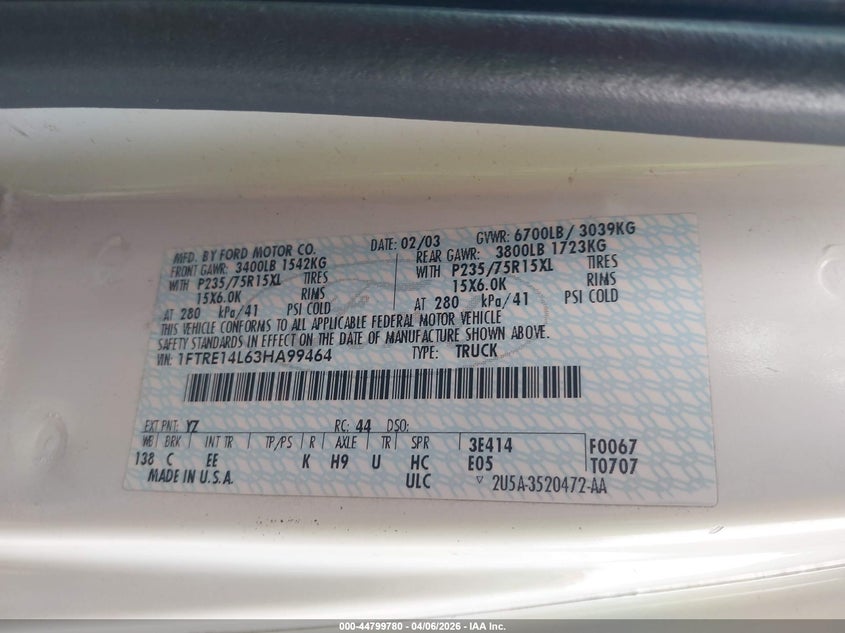 MFD. BY FORD MOTOR CO.
DATE: 02/03
GVWR: 6700LB/ 3039KG
FRONT GAWR: 3400LB 1542KG
REAR GAWR: 3800LB 1723KG
WITH P235/75R15XL TIRES
WITH P235/75R15XL TIRES
15X6.0K RIMS
15X6.0K RIMS
AT 280 kPa/41 PSI COLD
AT 280 kPa/41 PSI COLD
THIS VEHICLE CONFORMS TO ALL APPLICABLE FEDERAL MOTOR VEHICLE
SAFETY STANDARDS IN EFFECT ON THE DATE OF MANUFACTURE SHOWN ABOVE.
VIN: 1FTRE14L63HA99464
TYPE: TRUCK
EXT PNT: YZ RC: 44 DSO:
WB BRK INT TR TP/PS R AXLE TR SPR 3E414 F0067
138 C EE K H9 U HC E05 T0707
MADE IN U.S.A. ULC 2U5A-3520472-AA
000-44799780 - 04/06/2026 - IAA Inc.